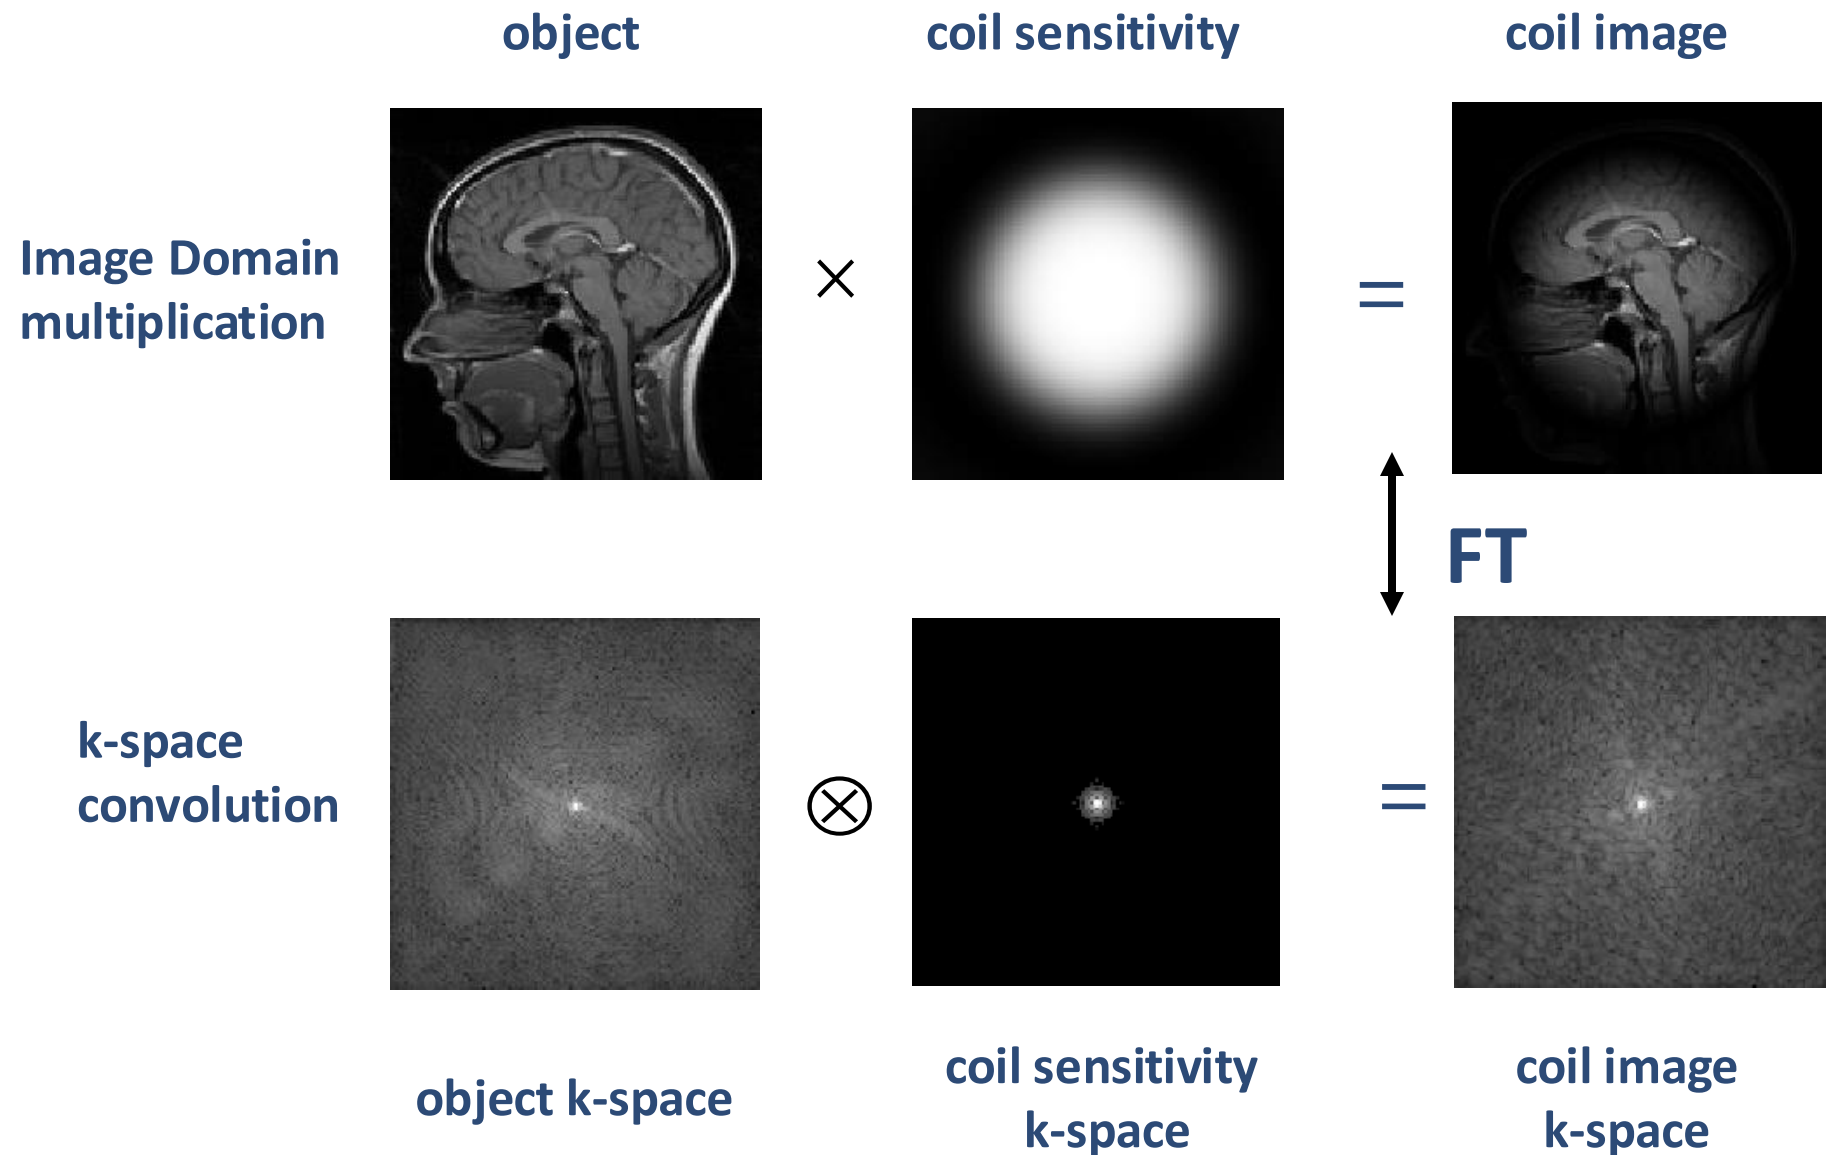 object
coil sensitivity
coil image
Image Domain
multiplication
×
=
FT
k-space
convolution
⊗
=
object k-space
coil sensitivity
k-space
coil image
k-space